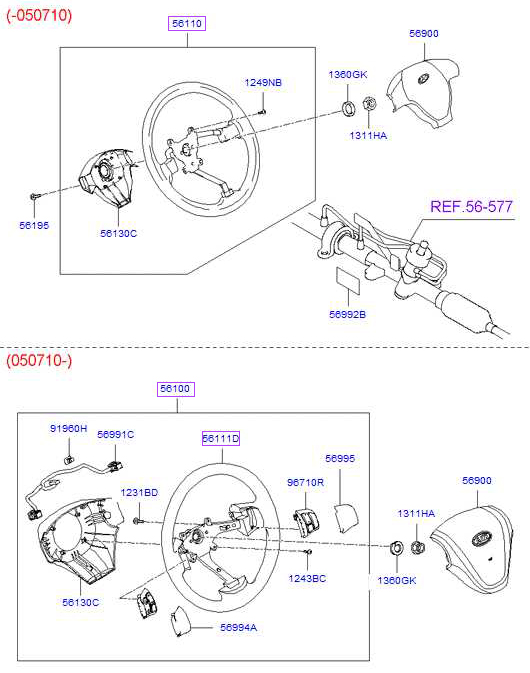 (-050710)
56110
56900
1360GK
1249NB
1311HA
56195
56130C
REF.56-577
56992B
(050710-)
56100
91960H
56991C
56111D
56995
1231BD
96710R
56900
1311HA
1243BC
1360GK
56130C
56994A